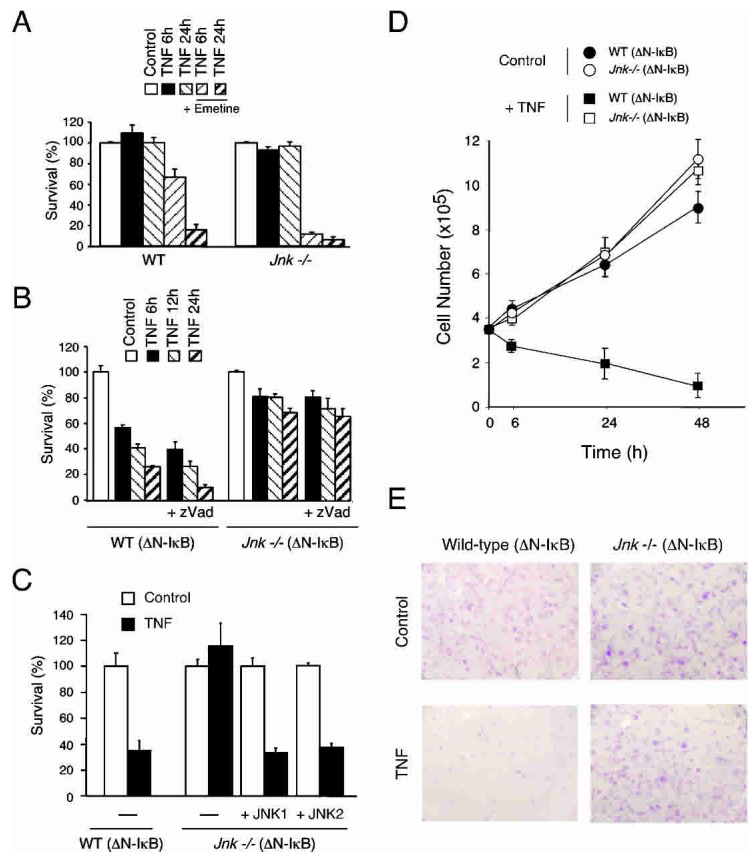 A
Control
TNF 6h
TNF 24h
TNF 6h
TNF 24h
+ Emetine
Survival (%)
120
100
80
60
40
20
0
WT
Jnk -/-
B
Control
TNF 6h
TNF 12h
TNF 24h
Survival (%)
120
100
80
60
40
20
0
+ zVad
+ zVad
WT (ΔN-IκB)
Jnk -/- (ΔN-IκB)
C
Control
TNF
Survival (%)
140
120
100
80
60
40
20
0
—
—
+ JNK1
+ JNK2
WT (ΔN-IκB)
Jnk -/- (ΔN-IκB)
D
Control
WT (ΔN-IκB)
Jnk-/- (ΔN-IκB)
+ TNF
WT (ΔN-IκB)
Jnk-/- (ΔN-IκB)
Cell Number (x10⁵)
12
10
8
6
4
2
0
0 6 24 48
Time (h)
E
Wild-type (ΔN-IκB)
Jnk -/- (ΔN-IκB)
Control
TNF